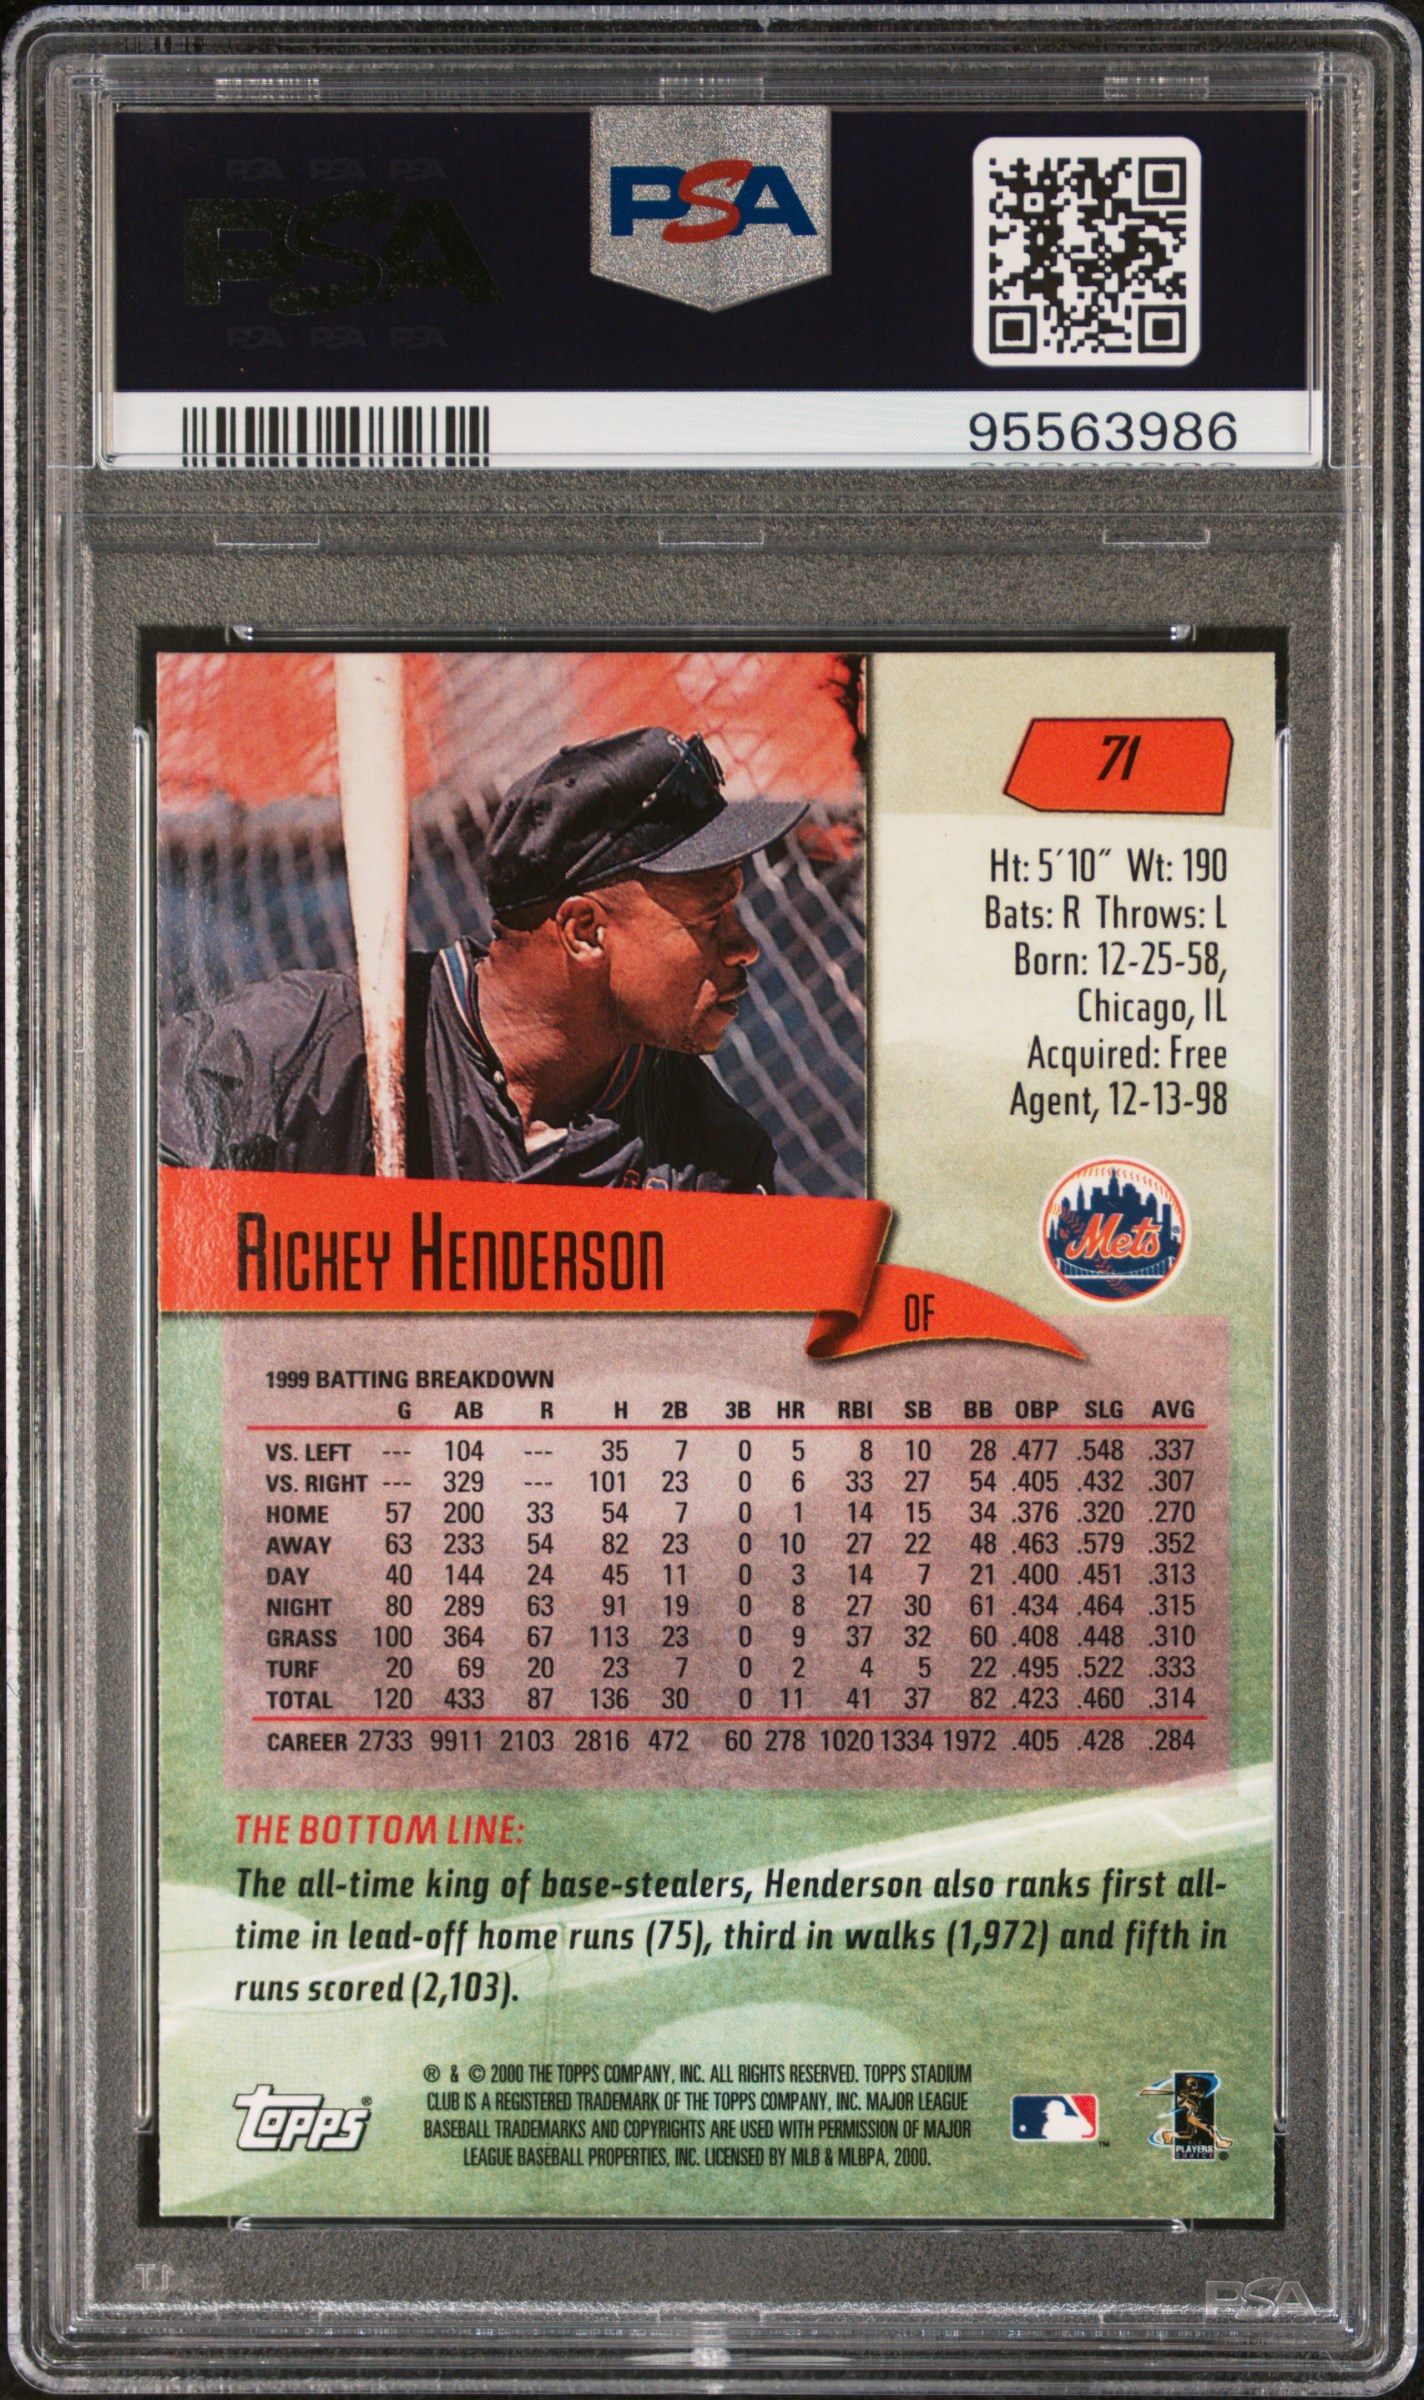 PSA PSA PSA
PSA
PSA PSA PSA
PSA
95563986
71
Ht: 5´10˝ Wt: 190
Bats: R Throws: L
Born: 12-25-58,
Chicago, IL
Acquired: Free
Agent, 12-13-98
Mets
RICKEY HENDERSON
OF
1999 BATTING BREAKDOWN
G AB R H 2B 3B HR RBI SB BB OBP SLG AVG
VS. LEFT --- 104 --- 35 7 0 5 8 10 28 .477 .548 .337
VS. RIGHT --- 329 --- 101 23 0 6 33 27 54 .405 .432 .307
HOME 57 200 33 54 7 0 1 14 15 34 .376 .320 .270
AWAY 63 233 54 82 23 0 10 27 22 48 .463 .579 .352
DAY 40 144 24 45 11 0 3 14 7 21 .400 .451 .313
NIGHT 80 289 63 91 19 0 8 27 30 61 .434 .464 .315
GRASS 100 364 67 113 23 0 9 37 32 60 .408 .448 .310
TURF 20 69 20 23 7 0 2 4 5 22 .495 .522 .333
TOTAL 120 433 87 136 30 0 11 41 37 82 .423 .460 .314
CAREER 2733 9911 2103 2816 472 60 278 1020 1334 1972 .405 .428 .284
THE BOTTOM LINE:
The all-time king of base-stealers, Henderson also ranks first all-
time in lead-off home runs (75), third in walks (1,972) and fifth in
runs scored (2,103).
® & © 2000 THE TOPPS COMPANY, INC. ALL RIGHTS RESERVED. TOPPS STADIUM
CLUB IS A REGISTERED TRADEMARK OF THE TOPPS COMPANY, INC. MAJOR LEAGUE
BASEBALL TRADEMARKS AND COPYRIGHTS ARE USED WITH PERMISSION OF MAJOR
LEAGUE BASEBALL PROPERTIES, INC. LICENSED BY MLB & MLBPA, 2000.
Topps®
™
PLAYERS
CHOICE ®
PSA